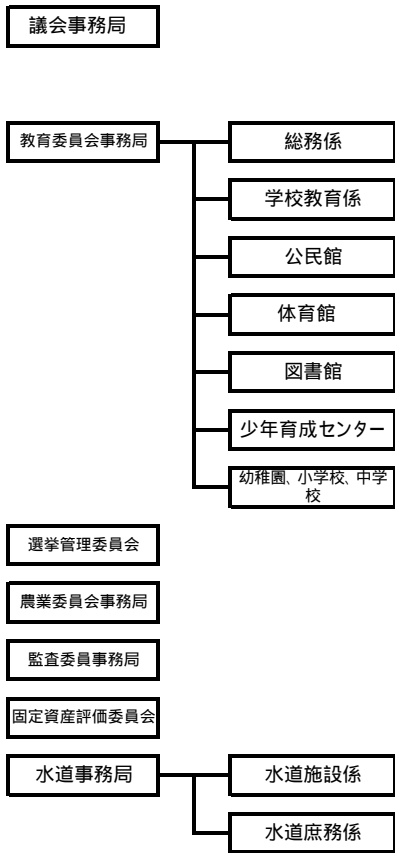 議会事務局
教育委員会事務局
総務係
学校教育係
公民館
体育館
図書館
少年育成センター
幼稚園、小学校、中学
校
選挙管理委員会
農業委員会事務局
監査委員事務局
固定資産評価委員会
水道事務局
水道施設係
水道庶務係